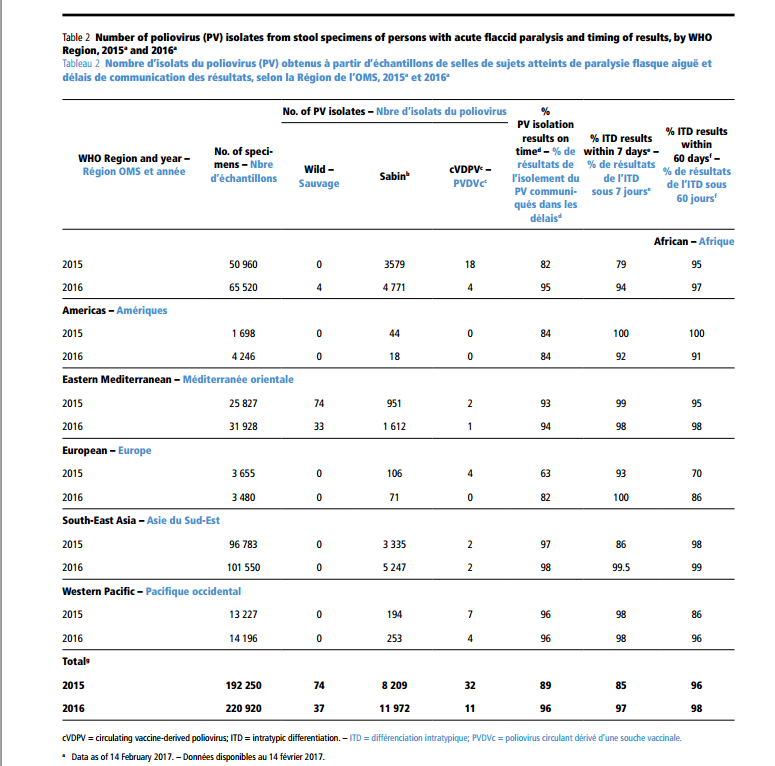 Table 2 Number of poliovirus (PV) isolates from stool specimens of persons with acute flaccid paralysis and timing of results, by WHO
Region, 2015ᵃ and 2016ᵃ
Tableau 2 Nombre d'isolats du poliovirus (PV) obtenus à partir d'échantillons de selles de sujets atteints de paralysie flasque aiguë et
délais de communication des résultats, selon la Région de l'OMS, 2015ᵃ et 2016ᵃ
WHO Region and year –
Région OMS et année
No. of speci-
mens – Nbre
d'échantillons
No. of PV isolates – Nbre d'isolats du poliovirus
Wild –
Sauvage
Sabinᵇ
cVDPVᶜ –
PVDVcᶜ
%
PV isolation
results on
timeᵈ – % de
résultats de
l'isolement du
PV communi-
qués dans les
délaisᵈ
% ITD results
within 7 daysᵉ –
% de résultats
de l'ITD
sous 7 joursᵉ
% ITD results
within
60 daysᶠ –
% de résultats
de l'ITD sous
60 joursᶠ
African – Afrique
2015 50 960 0 3579 18 82 79 95
2016 65 520 4 4 771 4 95 94 97
Americas – Amériques
2015 1 698 0 44 0 84 100 100
2016 4 246 0 18 0 84 92 91
Eastern Mediterranean – Méditerranée orientale
2015 25 827 74 951 2 93 99 95
2016 31 928 33 1 612 1 94 98 98
European – Europe
2015 3 655 0 106 4 63 93 70
2016 3 480 0 71 0 82 100 86
South-East Asia – Asie du Sud-Est
2015 96 783 0 3 335 2 97 86 98
2016 101 550 0 5 247 2 98 99.5 99
Western Pacific – Pacifique occidental
2015 13 227 0 194 7 96 98 86
2016 14 196 0 253 4 96 98 96
Totalᵍ
2015 192 250 74 8 209 32 89 85 96
2016 220 920 37 11 972 11 96 97 98
cVDPV = circulating vaccine-derived poliovirus; ITD = intratypic differentiation. – ITD = différenciation intratypique; PVDVc = poliovirus circulant dérivé d'une souche vaccinale.
ᵃ Data as of 14 February 2017. – Données disponibles au 14 février 2017.